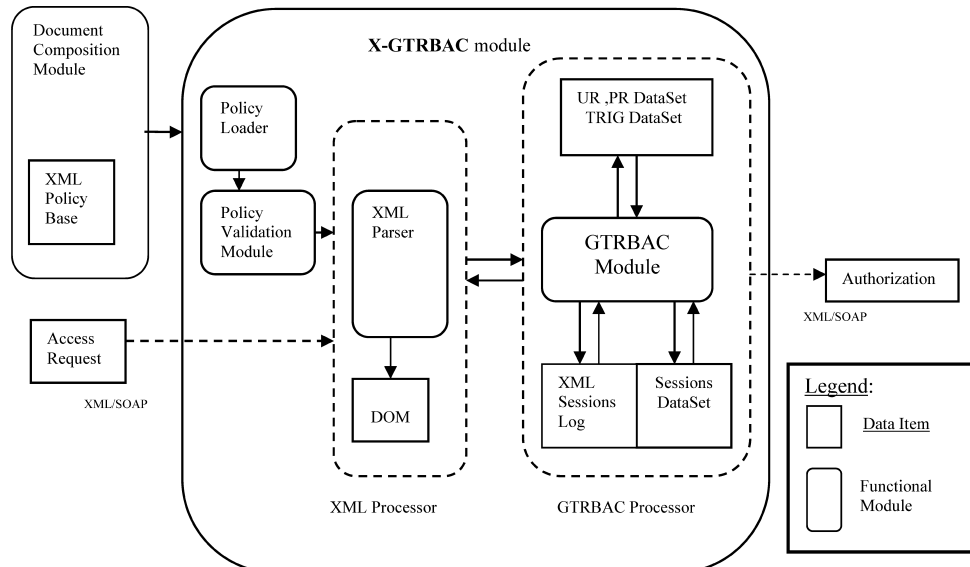 Document
Composition
Module
XML
Policy
Base
X-GTRBAC module
Policy
Loader
Policy
Validation
Module
XML
Parser
DOM
XML Processor
UR ,PR DataSet
TRIG DataSet
GTRBAC
Module
XML
Sessions
Log
Sessions
DataSet
GTRBAC Processor
Access
Request
XML/SOAP
Authorization
XML/SOAP
Legend:
Data Item
Functional
Module